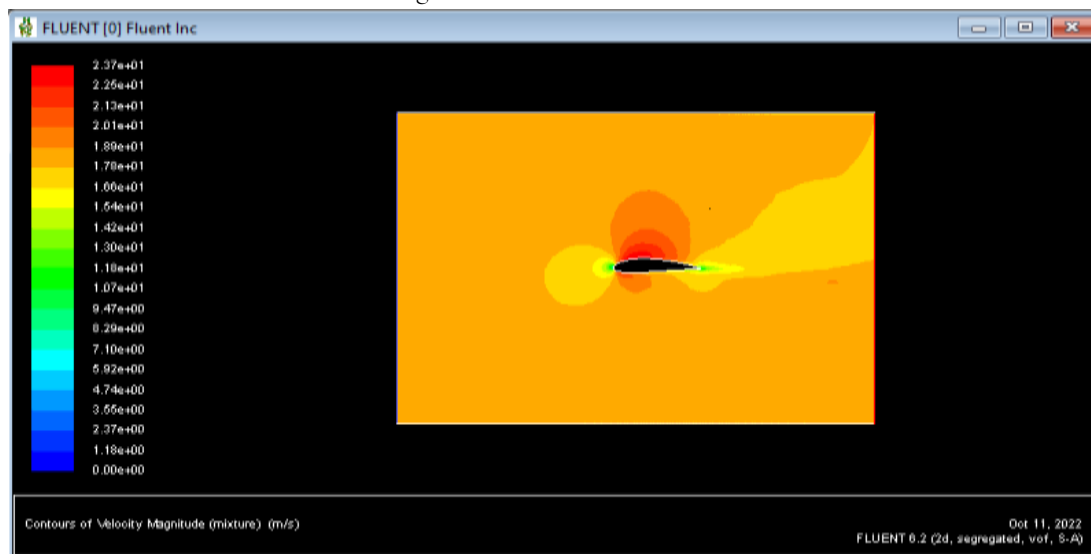 FLUENT [0] Fluent Inc
2.37e+01
2.25e+01
2.13e+01
2.01e+01
1.89e+01
1.78e+01
1.66e+01
1.54e+01
1.42e+01
1.30e+01
1.18e+01
1.07e+01
9.47e+00
8.29e+00
7.10e+00
5.92e+00
4.74e+00
3.55e+00
2.37e+00
1.18e+00
0.00e+00
Contours of Velocity Magnitude (mixture) (m/s)
Oct 11, 2022
FLUENT 6.2 (2d, segregated, vof, S-A)